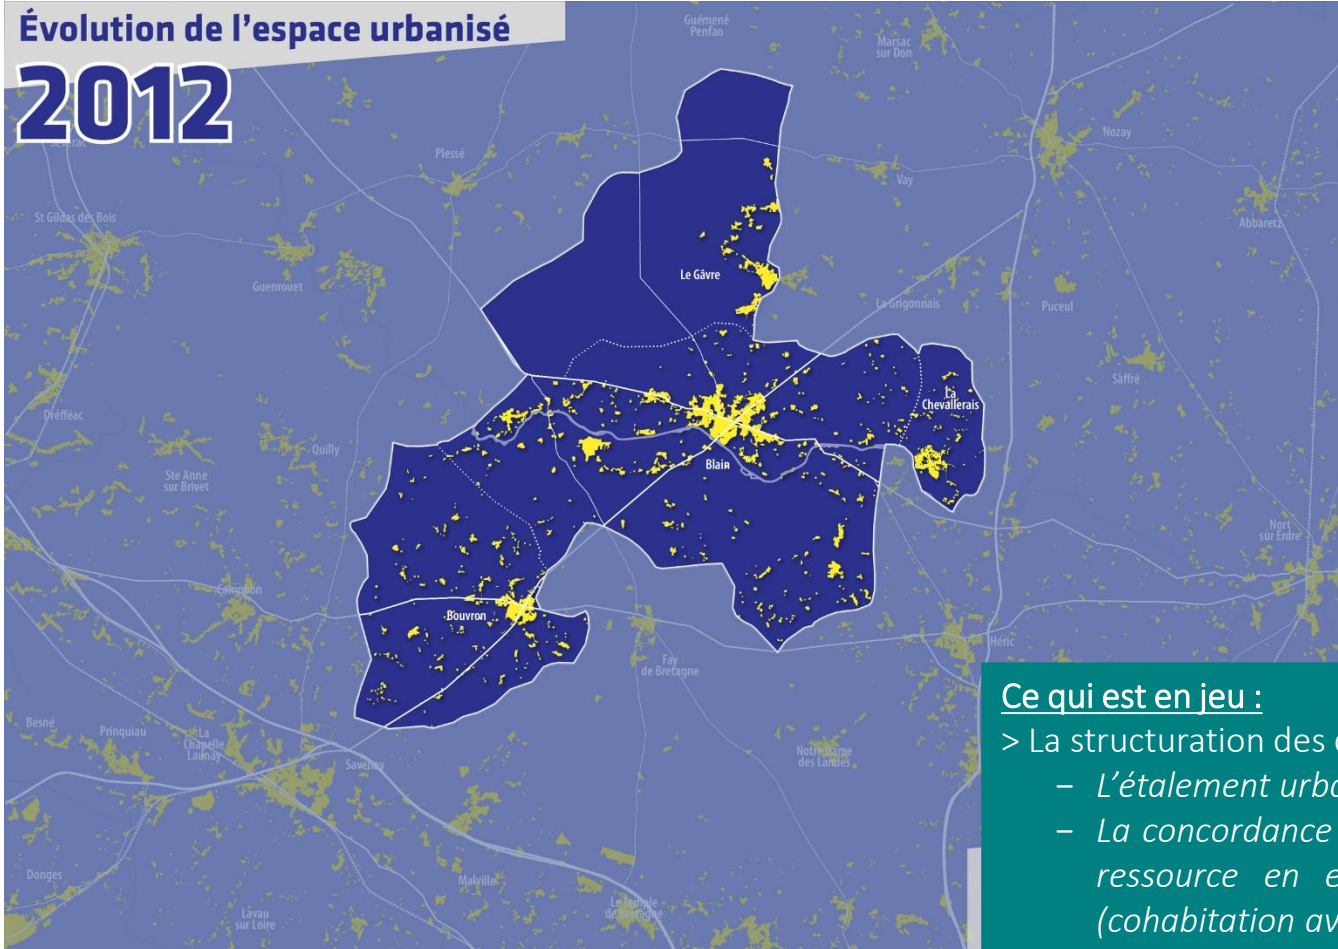 Évolution de l'espace urbanisé
2012
Guémené
Penfao
Marsac
sur Don
Sévérac
Nozay
Plessé
Vay
St Gildas des Bois
Abbaretz
Le Gâvre
Guenrouet
La Grigonnais
Puceul
Saffré
La
Chevallerais
Drefféac
Quilly
Blain
Ste Anne
sur Brivet
Nort
sur Erdre
Campbon
Bouvron
Héric
Fay
de Bretagne
Besné
Prinquiau
La
Chapelle
Launay
Savenay
Notre Dame
des Landes
Donges
Malville
Lavau
sur Loire
Le Temple
de Bretagne
Ce qui est en jeu :
> La structuration des
– L'étalement
– La concordance
ressource en
(cohabitation